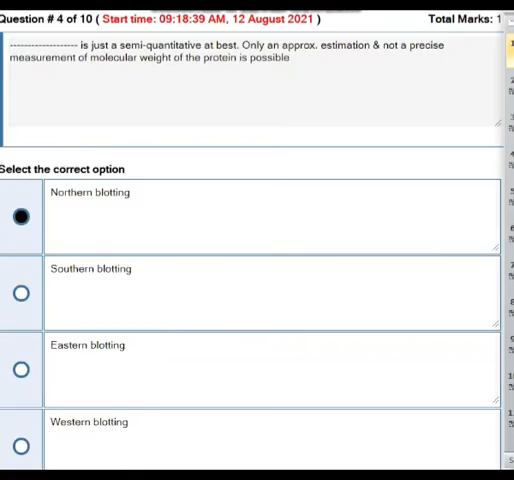 Question # 4 of 10 ( Start time: 09:18:39 AM, 12 August 2021 ) Total Marks: 1
------------------- is just a semi-quantitative at best. Only an approx. estimation & not a precise
measurement of molecular weight of the protein is possible
Select the correct option
Northern blotting
Southern blotting
Eastern blotting
Western blotting